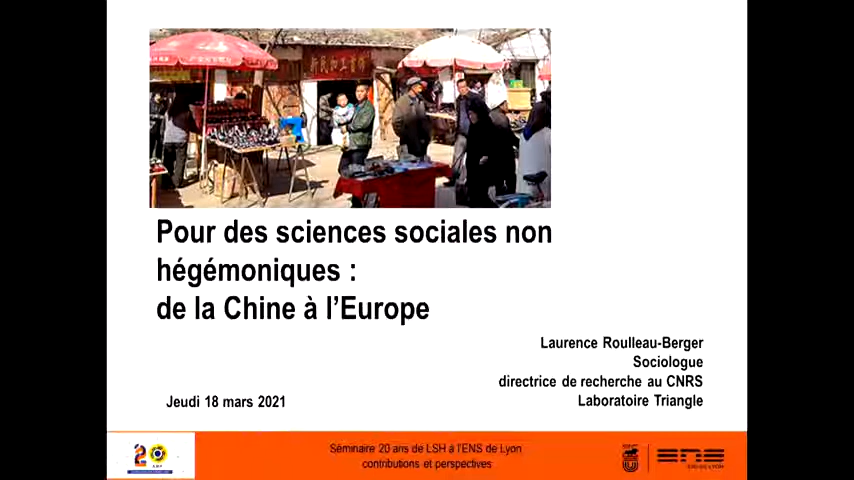 Pour des sciences sociales non
hégémoniques :
de la Chine à l’Europe
Laurence Roulleau-Berger
Sociologue
directrice de recherche au CNRS
Laboratoire Triangle
Jeudi 18 mars 2021
Séminaire 20 ans de LSH à l'ENS de Lyon
contributions et perspectives
ENS